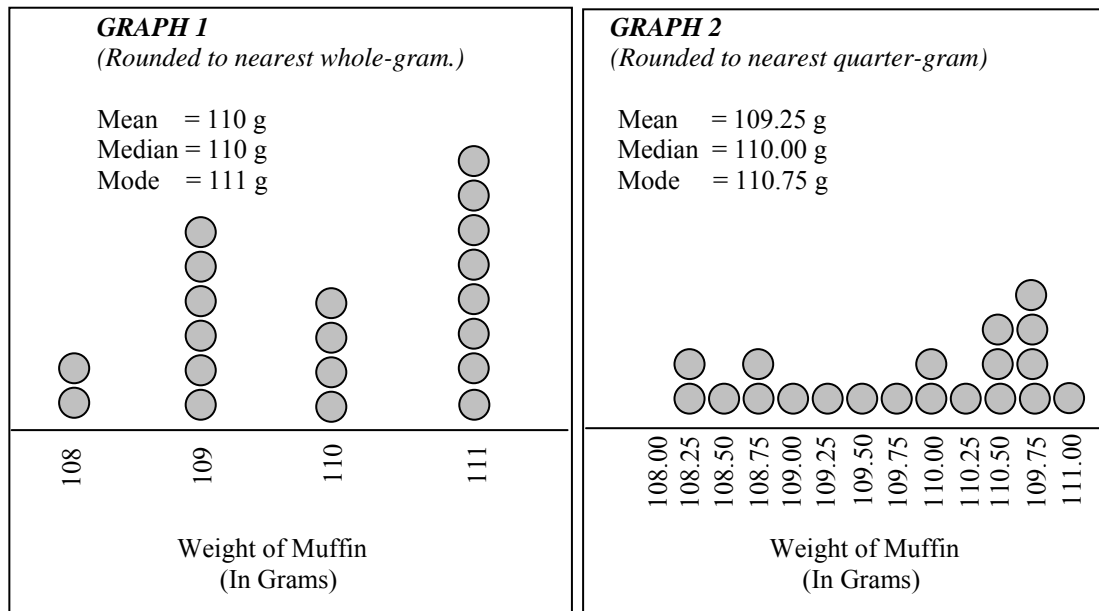 GRAPH 1
(Rounded to nearest whole-gram.)
Mean = 110 g
Median = 110 g
Mode = 111 g
108 109 110 111
Weight of Muffin
(In Grams)
GRAPH 2
(Rounded to nearest quarter-gram)
Mean = 109.25 g
Median = 110.00 g
Mode = 110.75 g
108.00 108.25 108.50 108.75 109.00 109.25 109.50 109.75 110.00 110.25 110.50 109.75 111.00
Weight of Muffin
(In Grams)